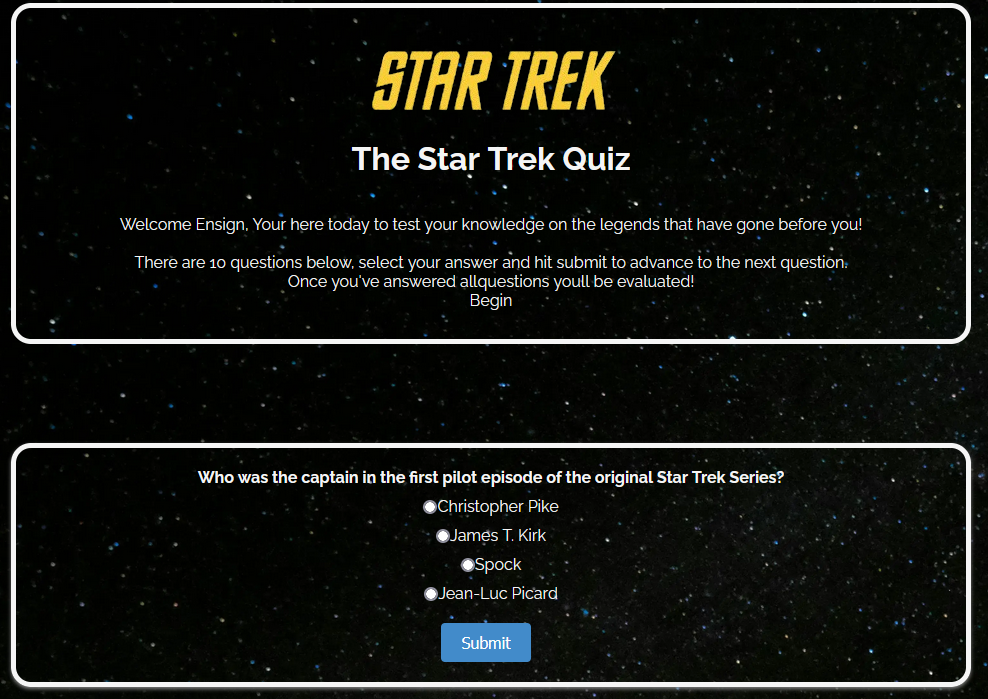 STAR TREK
The Star Trek Quiz
Welcome Ensign, Your here today to test your knowledge on the legends that have gone before you!
There are 10 questions below, select your answer and hit submit to advance to the next question.
Once you've answered allquestions youll be evaluated!
Begin
Who was the captain in the first pilot episode of the original Star Trek Series?
Christopher Pike
James T. Kirk
Spock
Jean-Luc Picard
Submit